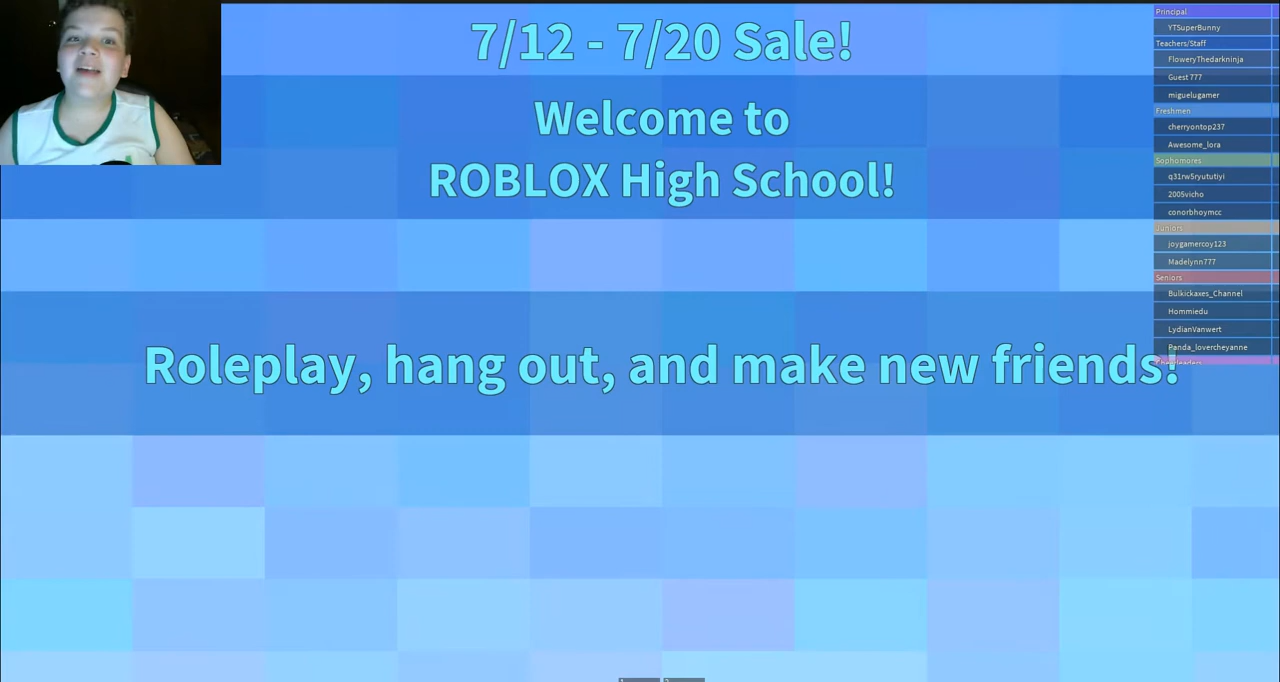 7/12 - 7/20 Sale!
Welcome to
ROBLOX High School!
Roleplay, hang out, and make new friends!
Principal
YTSuperBunny
Teachers/Staff
FloweryThedarkninja
Guest 777
miguelugamer
Freshmen
cherryontop237
Awesome_lora
Sophomores
q31rw5ryututiyi
2005vicho
conorbhoymcc
Juniors
joygamercoy123
Madelynn777
Seniors
Bulkickaxes_Channel
Hommiedu
LydianVanwert
Panda_lovercheyanne
Cheerleaders